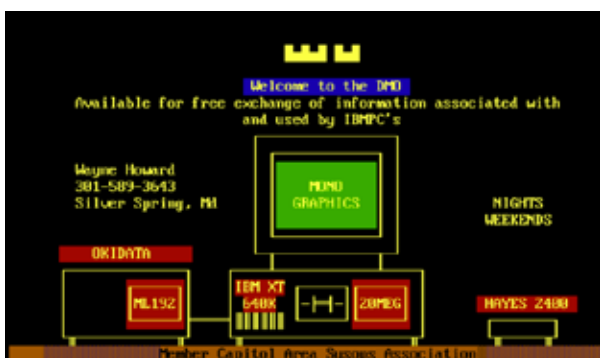 Welcome to the DMO
Available for free exchange of information associated with
and used by IBMPC's
Wayne Howard
301-589-3643
Silver Spring, Md
MONO
GRAPHICS
NIGHTS
WEEKENDS
OKIDATA
ML192
IBM XT
640K
20MEG
HAYES 2400
Member Capitol Area Sysops Association